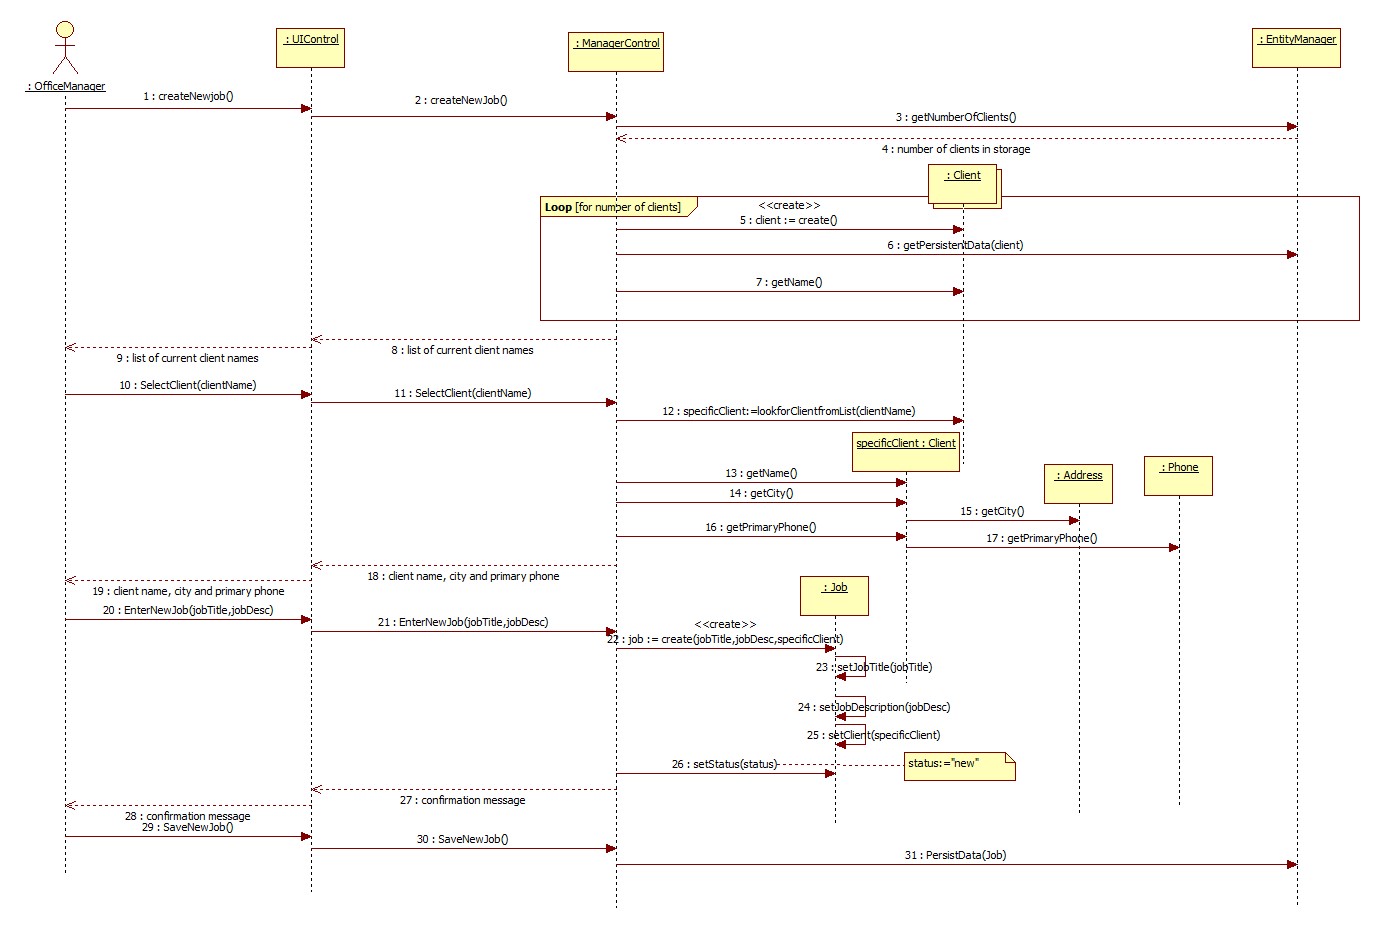 : UIControl
: ManagerControl
: EntityManager
: OfficeManager
1 : createNewjob()
2 : createNewJob()
3 : getNumberOfClients()
4 : number of clients in storage
: Client
Loop [for number of clients]
<<create>>
5 : client := create()
6 : getPersistentData(client)
7 : getName()
8 : list of current client names
9 : list of current client names
10 : SelectClient(clientName)
11 : SelectClient(clientName)
12 : specificClient:=lookforClientfromList(clientName)
specificClient : Client
: Address
: Phone
13 : getName()
14 : getCity()
15 : getCity()
16 : getPrimaryPhone()
17 : getPrimaryPhone()
18 : client name, city and primary phone
19 : client name, city and primary phone
: Job
20 : EnterNewJob(jobTitle,jobDesc)
21 : EnterNewJob(jobTitle,jobDesc)
<<create>>
22 : job := create(jobTitle,jobDesc,specificClient)
23 : setJobTitle(jobTitle)
24 : setJobDescription(jobDesc)
25 : setClient(specificClient)
26 : setStatus(status)
status:="new"
27 : confirmation message
28 : confirmation message
29 : SaveNewJob()
30 : SaveNewJob()
31 : PersistData(Job)